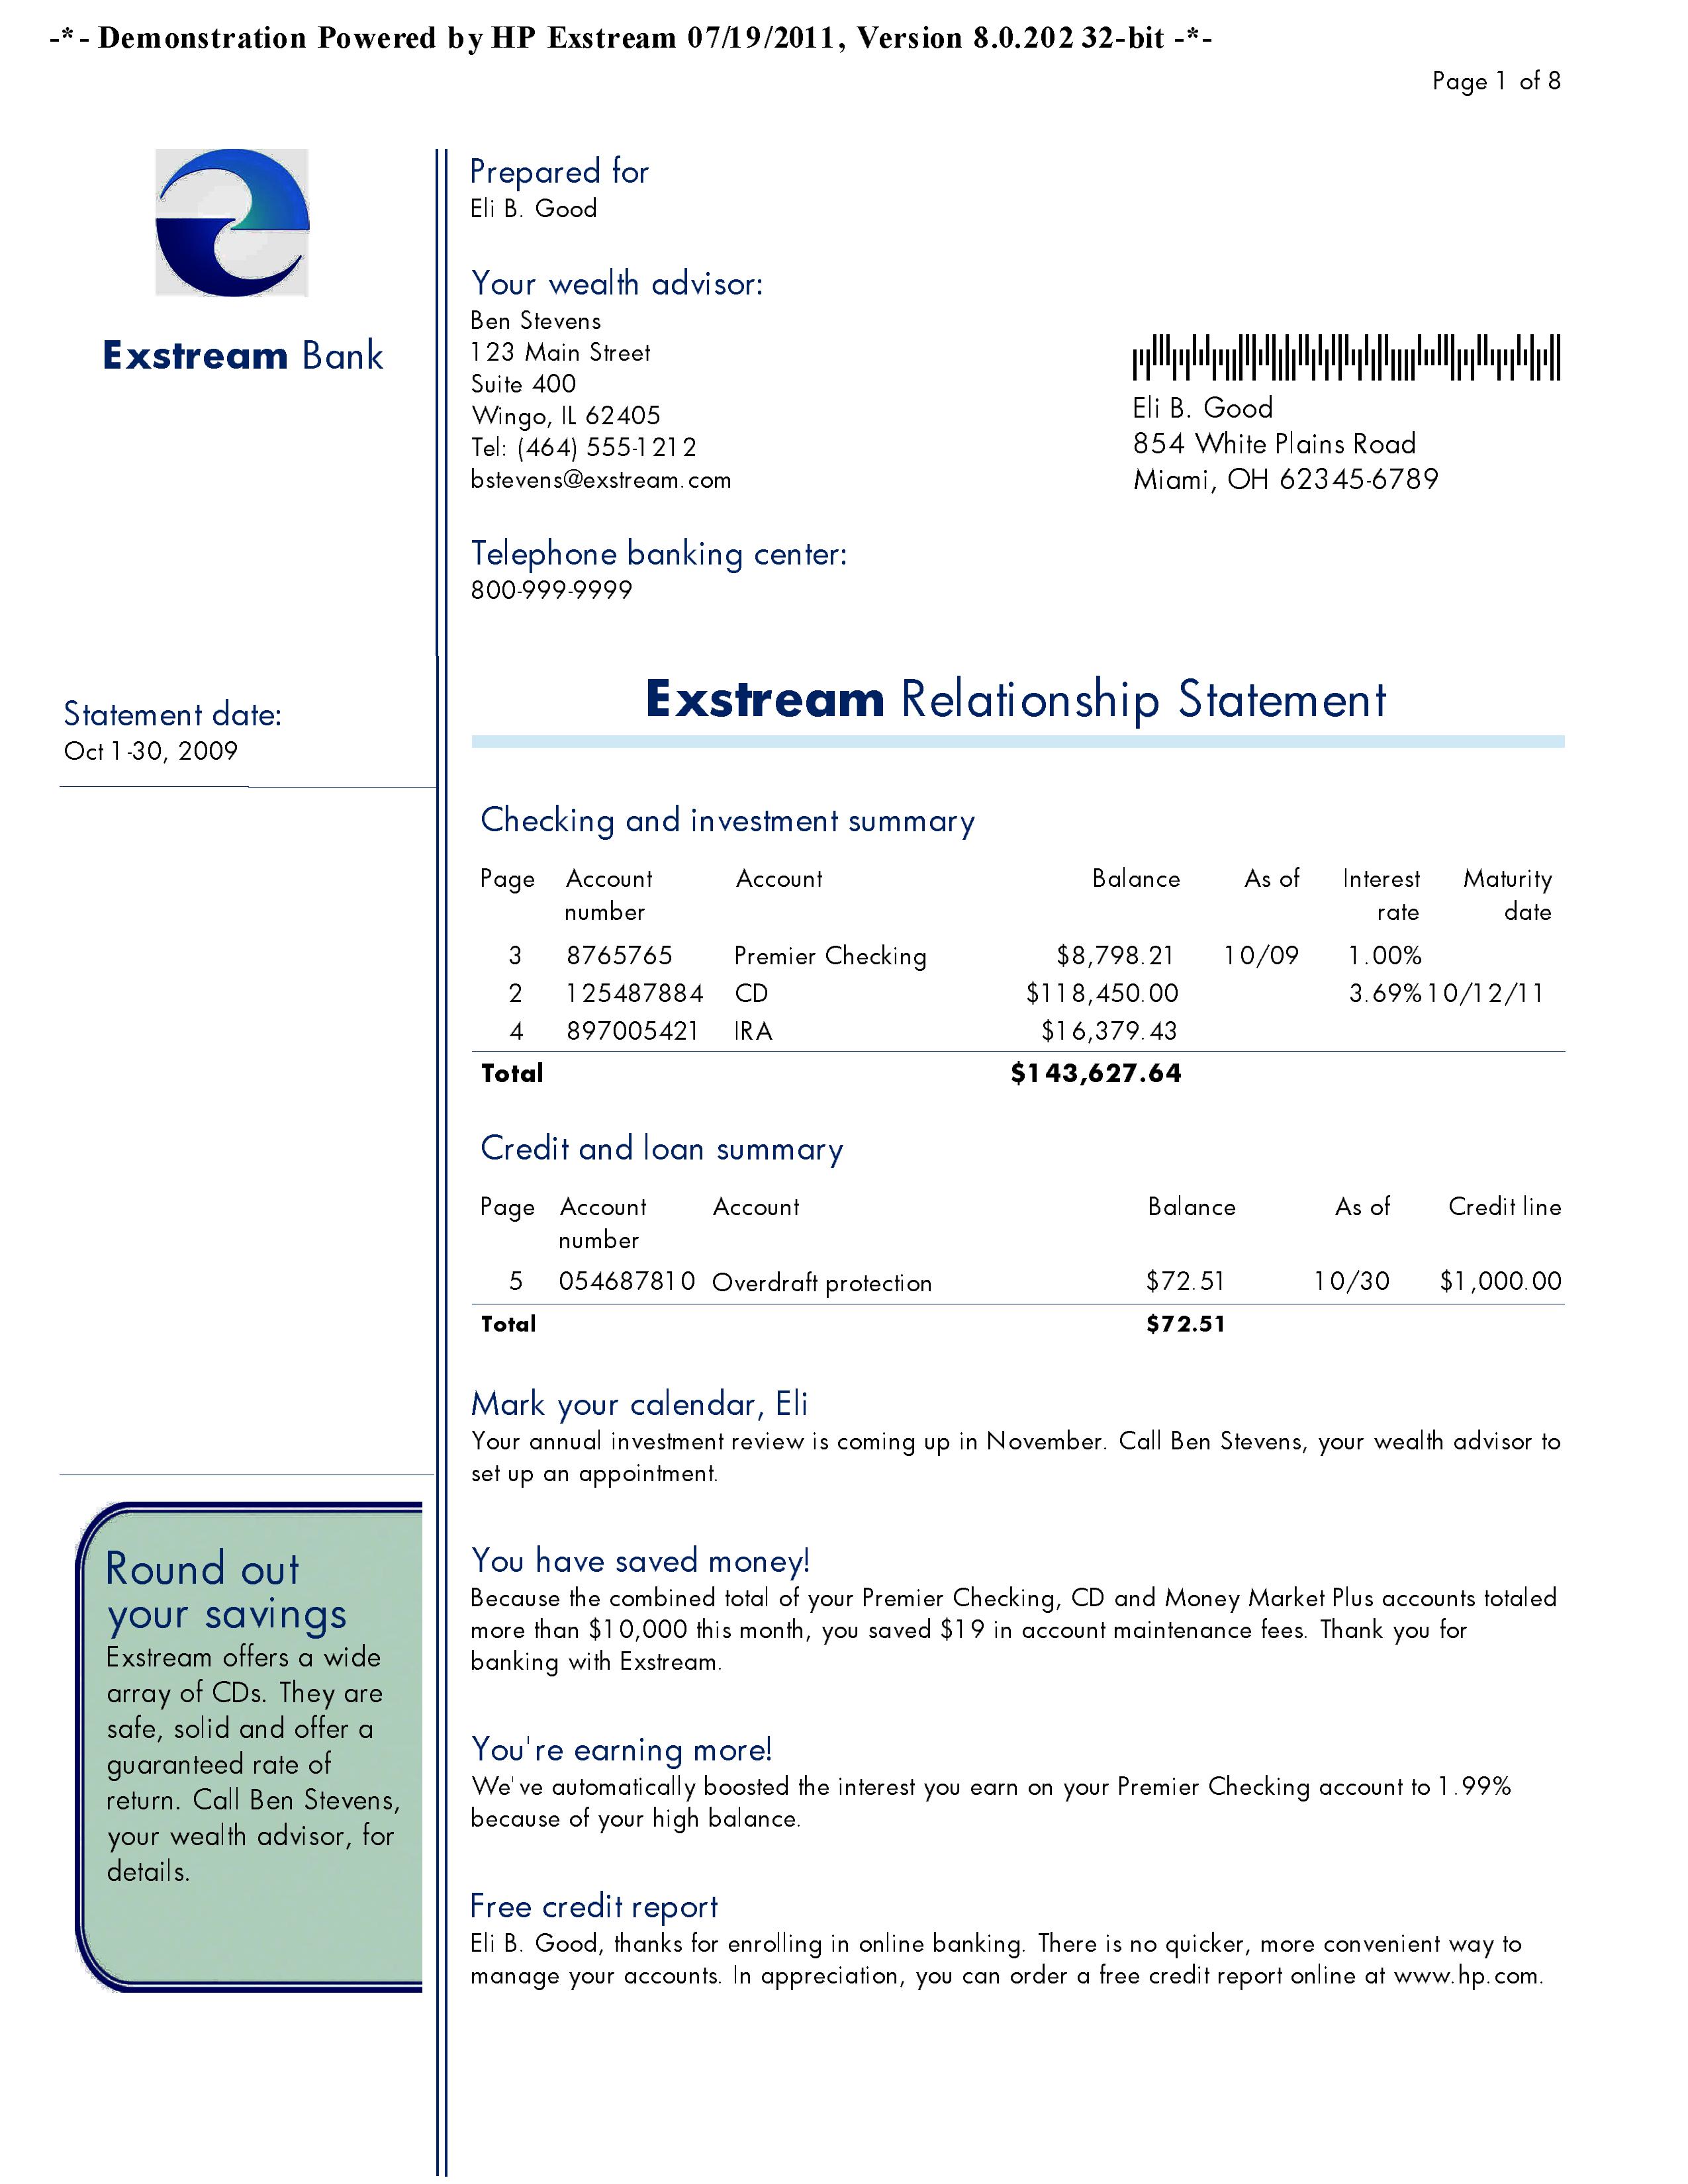 -*- Demonstration Powered by HP Exstream 07/19/2011, Version 8.0.202 32-bit -*-
Page 1 of 8
Exstream Bank
Prepared for
Eli B. Good
Your wealth advisor:
Ben Stevens
123 Main Street
Suite 400
Wingo, IL 62405
Tel: (464) 555-1212
bstevens@exstream.com
Eli B. Good
854 White Plains Road
Miami, OH 62345-6789
Telephone banking center:
800-999-9999
Statement date:
Oct 1-30, 2009
Exstream Relationship Statement
Checking and investment summary
Page Account Account Balance As of Interest Maturity
number rate date
3 8765765 Premier Checking $8,798.21 10/09 1.00%
2 125487884 CD $118,450.00 3.69% 10/12/11
4 897005421 IRA $16,379.43
Total $143,627.64
Credit and loan summary
Page Account Account Balance As of Credit line
number
5 054687810 Overdraft protection $72.51 10/30 $1,000.00
Total $72.51
Mark your calendar, Eli
Your annual investment review is coming up in November. Call Ben Stevens, your wealth advisor to
set up an appointment.
You have saved money!
Because the combined total of your Premier Checking, CD and Money Market Plus accounts totaled
more than $10,000 this month, you saved $19 in account maintenance fees. Thank you for
banking with Exstream.
You're earning more!
We've automatically boosted the interest you earn on your Premier Checking account to 1.99%
because of your high balance.
Free credit report
Eli B. Good, thanks for enrolling in online banking. There is no quicker, more convenient way to
manage your accounts. In appreciation, you can order a free credit report online at www.hp.com.
Round out
your savings
Exstream offers a wide
array of CDs. They are
safe, solid and offer a
guaranteed rate of
return. Call Ben Stevens,
your wealth advisor, for
details.